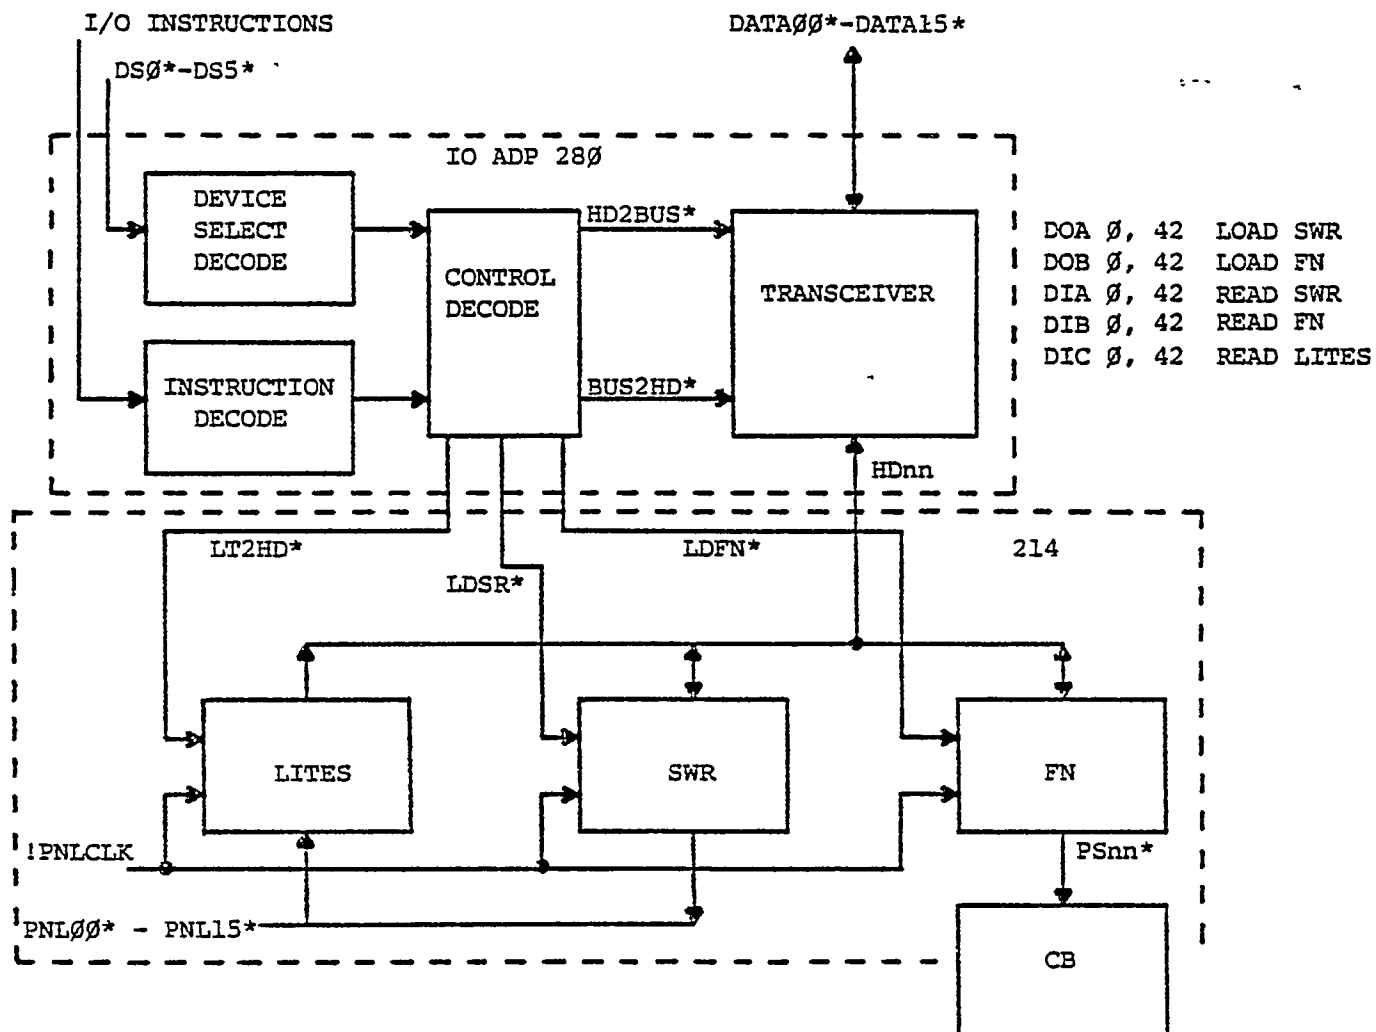 I/O INSTRUCTIONS
DSØ*-DS5*
DATAØØ*-DATA15*
IO ADP 28Ø
DEVICE
SELECT
DECODE
INSTRUCTION
DECODE
CONTROL
DECODE
HD2BUS*
BUS2HD*
TRANSCEIVER
DOA Ø, 42 LOAD SWR
DOB Ø, 42 LOAD FN
DIA Ø, 42 READ SWR
DIB Ø, 42 READ FN
DIC Ø, 42 READ LITES
HDnn
LT2HD*
LDSR*
LDFN*
214
LITES
SWR
FN
!PNLCLK
PSnn*
PNLØØ* - PNL15*
CB